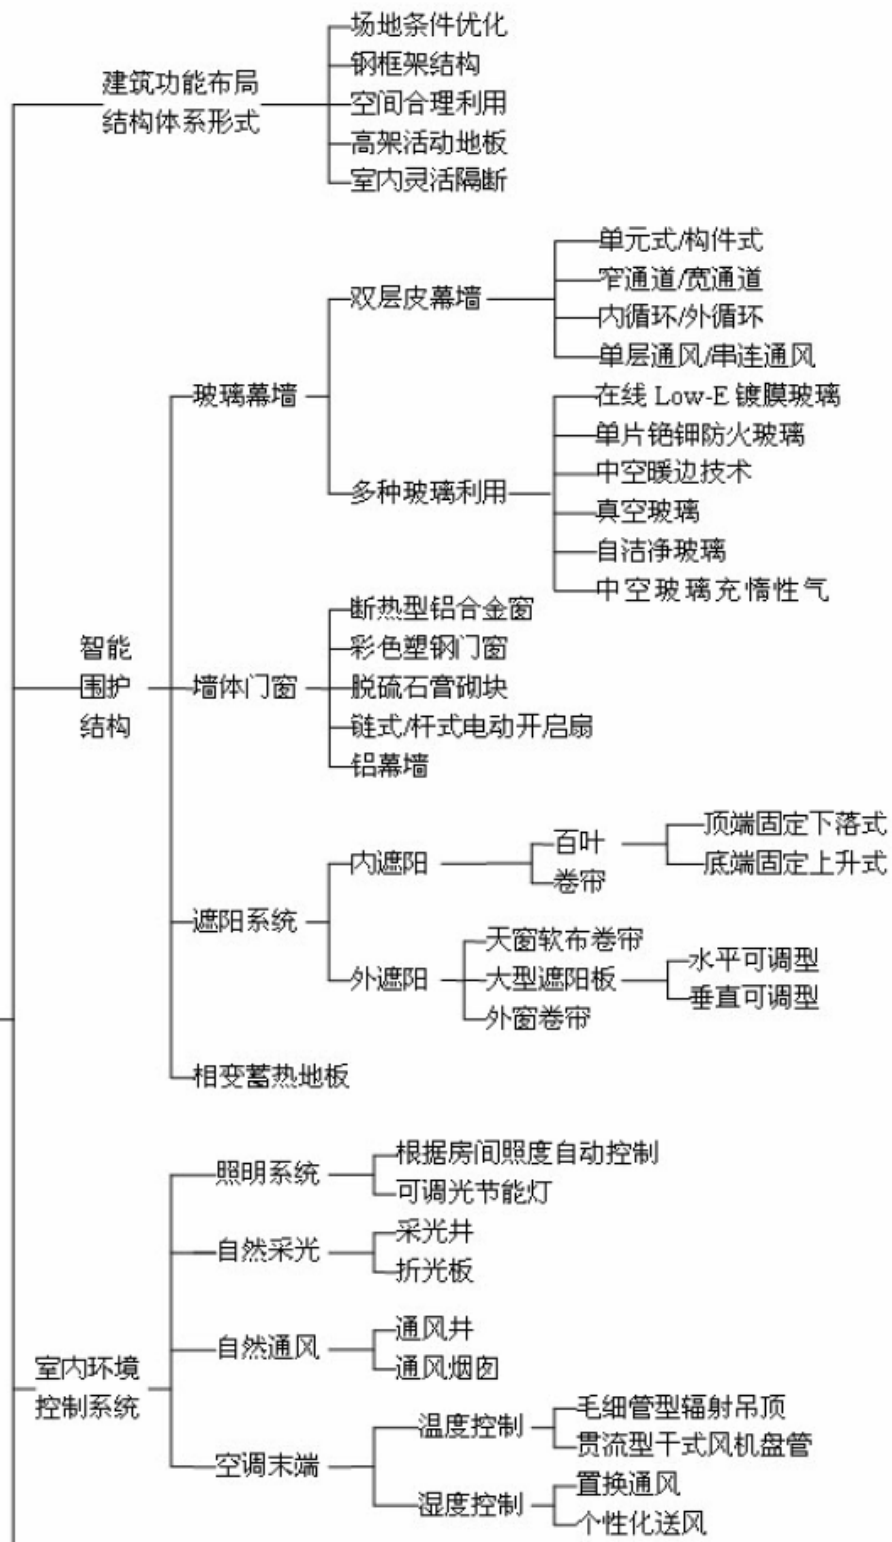 建筑功能布局
结构体系形式
场地条件优化
钢框架结构
空间合理利用
高架活动地板
室内灵活隔断
智能
围护
结构
玻璃幕墙
双层皮幕墙
单元式/构件式
窄通道/宽通道
内循环/外循环
单层通风/串连通风
多种玻璃利用
在线 Low-E 镀膜玻璃
单片铯钾防火玻璃
中空暖边技术
真空玻璃
自洁净玻璃
中空玻璃充惰性气
墙体门窗
断热型铝合金窗
彩色塑钢门窗
脱硫石膏砌块
链式/杆式电动开启扇
铝幕墙
遮阳系统
内遮阳
百叶
顶端固定下落式
底端固定上升式
卷帘
外遮阳
天窗软布卷帘
大型遮阳板
水平可调型
垂直可调型
外窗卷帘
相变蓄热地板
室内环境
控制系统
照明系统
根据房间照度自动控制
可调光节能灯
自然采光
采光井
折光板
自然通风
通风井
通风烟囱
空调末端
温度控制
毛细管型辐射吊顶
贯流型干式风机盘管
湿度控制
置换通风
个性化送风